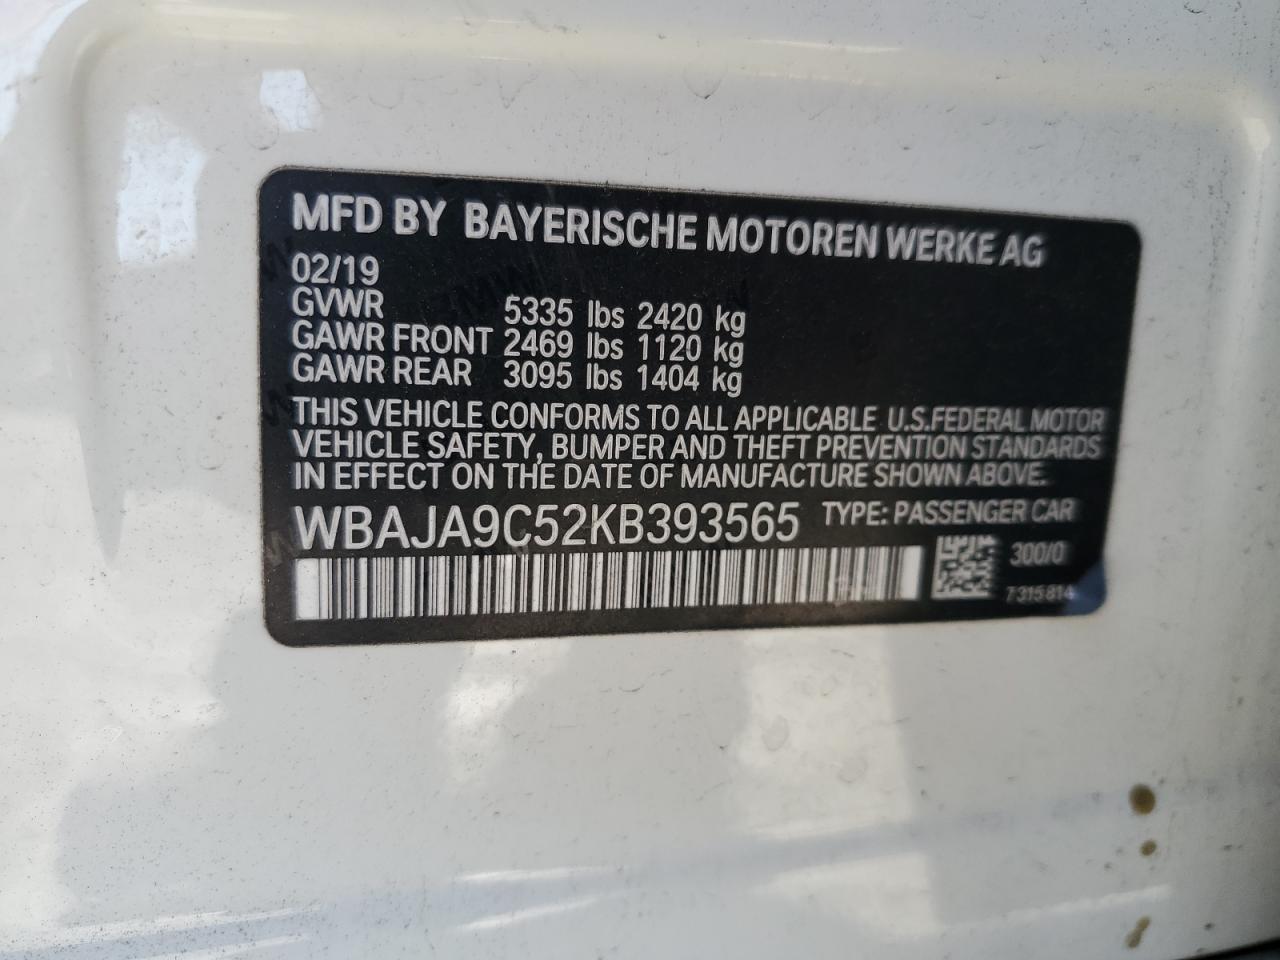 MFD BY BAYERISCHE MOTOREN WERKE AG
02/19
GVWR 5335 lbs 2420 kg
GAWR FRONT 2469 lbs 1120 kg
GAWR REAR 3095 lbs 1404 kg
THIS VEHICLE CONFORMS TO ALL APPLICABLE U.S.FEDERAL MOTOR
VEHICLE SAFETY, BUMPER AND THEFT PREVENTION STANDARDS
IN EFFECT ON THE DATE OF MANUFACTURE SHOWN ABOVE.
WBAJA9C52KB393565 TYPE: PASSENGER CAR
300/0
7315814